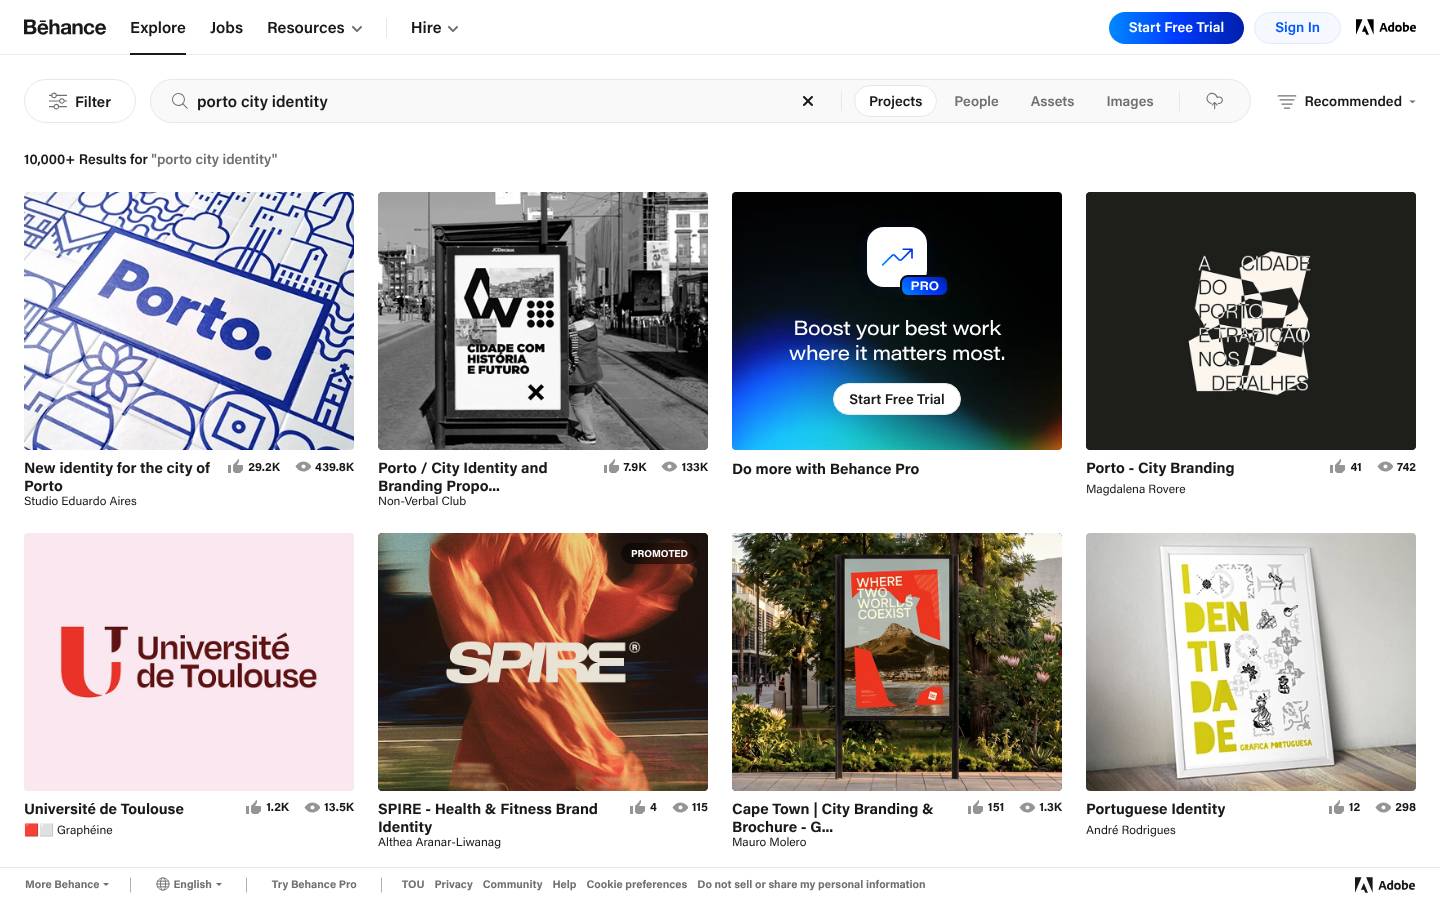 Bēhance
Explore
Jobs
Resources
Hire
Start Free Trial
Sign In
Adobe
Filter
porto city identity
Projects
People
Assets
Images
Recommended
10,000+ Results for "porto city identity"
Porto.
JCDecaux
CIDADE COM
HISTÓRIA
E FUTURO
PRO
Boost your best work
where it matters most.
Start Free Trial
A CIDADE
DO
PORTO
É TRADIÇÃO
NOS
DETALHES
New identity for the city of
Porto
29.2K
439.8K
Studio Eduardo Aires
Porto / City Identity and
Branding Propo...
7.9K
133K
Non-Verbal Club
Do more with Behance Pro
Porto - City Branding
41
742
Magdalena Rovere
Université
de Toulouse
PROMOTED
SPIRE®
WHERE
TWO
WORLDS
COEXIST
I
DEN
TI
DA
DE
GRAFICA PORTUGUESA
Université de Toulouse
1.2K
13.5K
Graphéine
SPIRE - Health & Fitness Brand
Identity
4
115
Althea Aranar-Liwanag
Cape Town | City Branding &
Brochure - G...
151
1.3K
Mauro Molero
Portuguese Identity
12
298
André Rodrigues
More Behance
English
Try Behance Pro
TOU
Privacy
Community
Help
Cookie preferences
Do not sell or share my personal information
Adobe